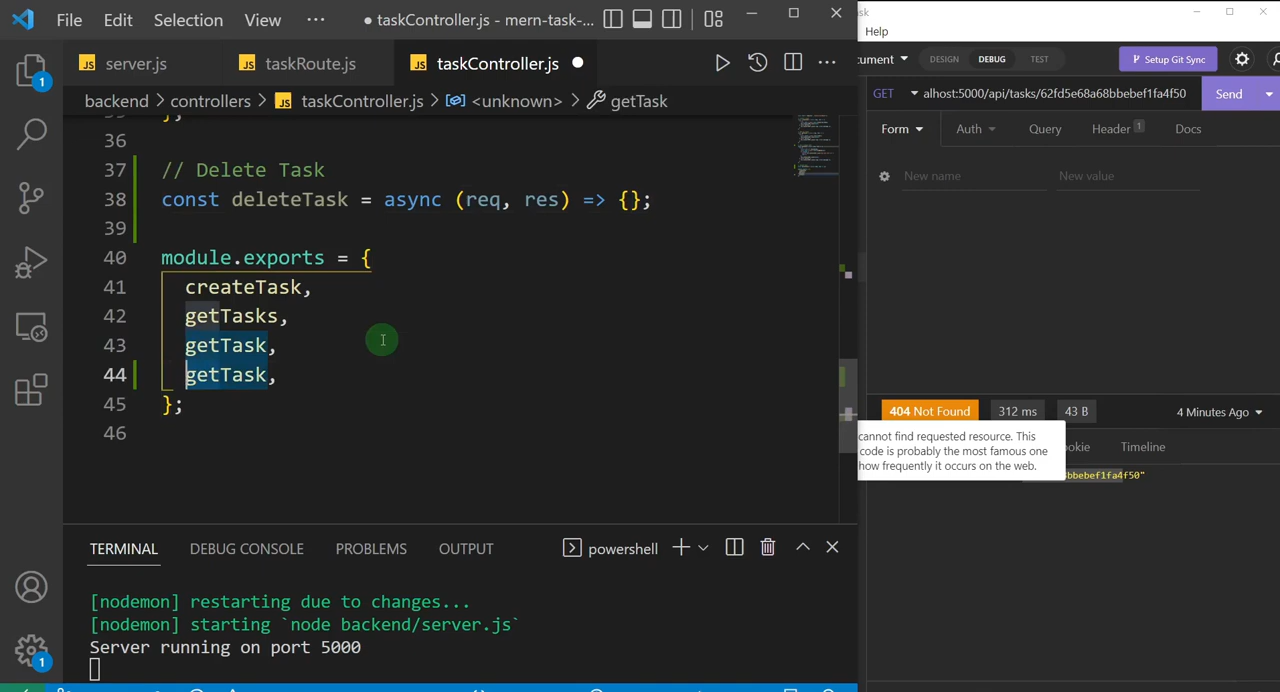 File Edit Selection View ··· ● taskController.js - mern-task-...
server.js taskRoute.js taskController.js
backend > controllers > taskController.js > <unknown> > getTask
36
37 // Delete Task
38 const deleteTask = async (req, res) => {};
39
40 module.exports = {
41 createTask,
42 getTasks,
43 getTask,
44 getTask,
45 };
46
TERMINAL DEBUG CONSOLE PROBLEMS OUTPUT powershell
[nodemon] restarting due to changes...
[nodemon] starting `node backend/server.js`
Server running on port 5000
1
1
Help
DESIGN DEBUG TEST Setup Git Sync
GET alhost:5000/api/tasks/62fd5e68a68bbebef1fa4f50 Send
Form Auth Query Header 1 Docs
New name New value
404 Not Found 312 ms 43 B 4 Minutes Ago
cannot find requested resource. This
code is probably the most famous one
how frequently it occurs on the web.
Timeline
bbebef1fa4f50"